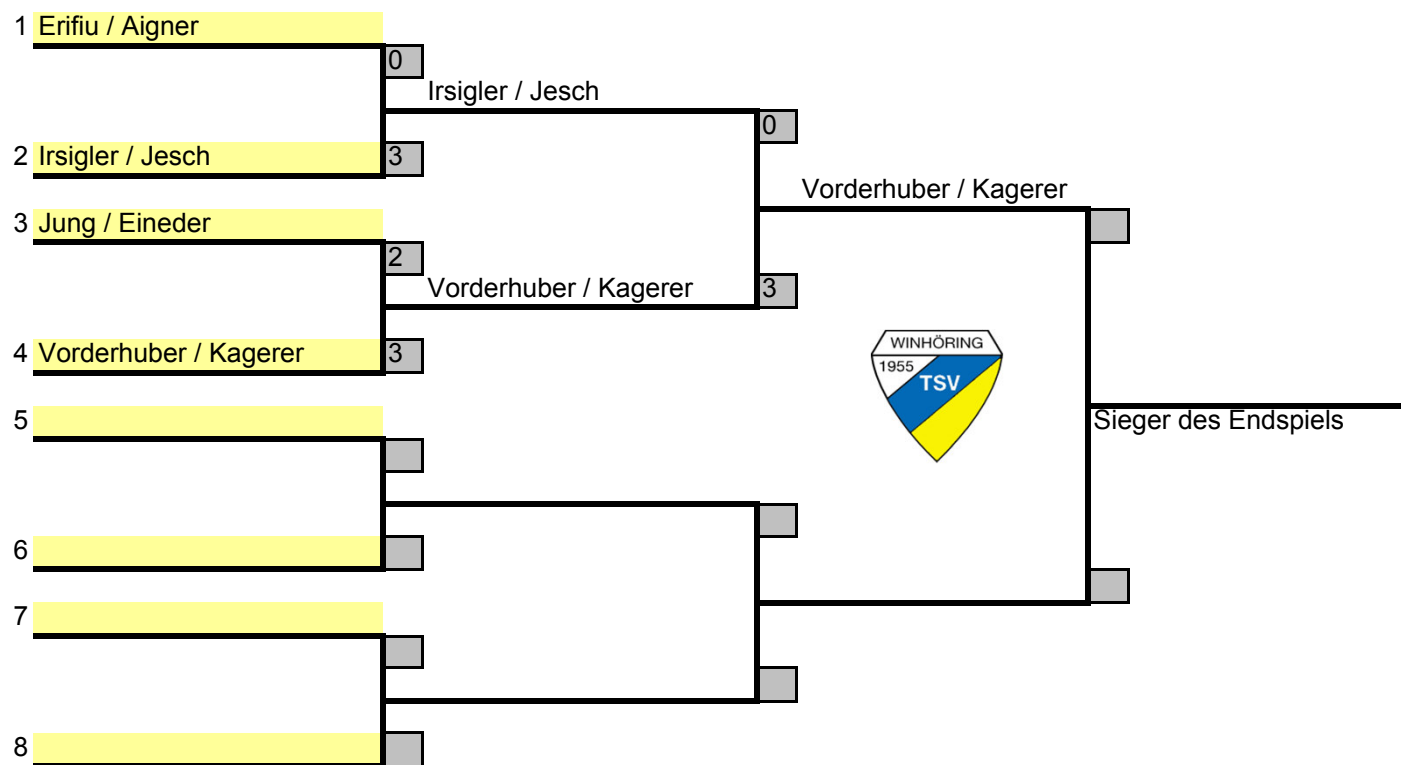 1 Erifiu / Aigner
0
Irsigler / Jesch
0
2 Irsigler / Jesch 3
Vorderhuber / Kagerer
3 Jung / Eineder
2
Vorderhuber / Kagerer 3
4 Vorderhuber / Kagerer 3
WINHÖRING
1955
TSV
5
Sieger des Endspiels
6
7
8